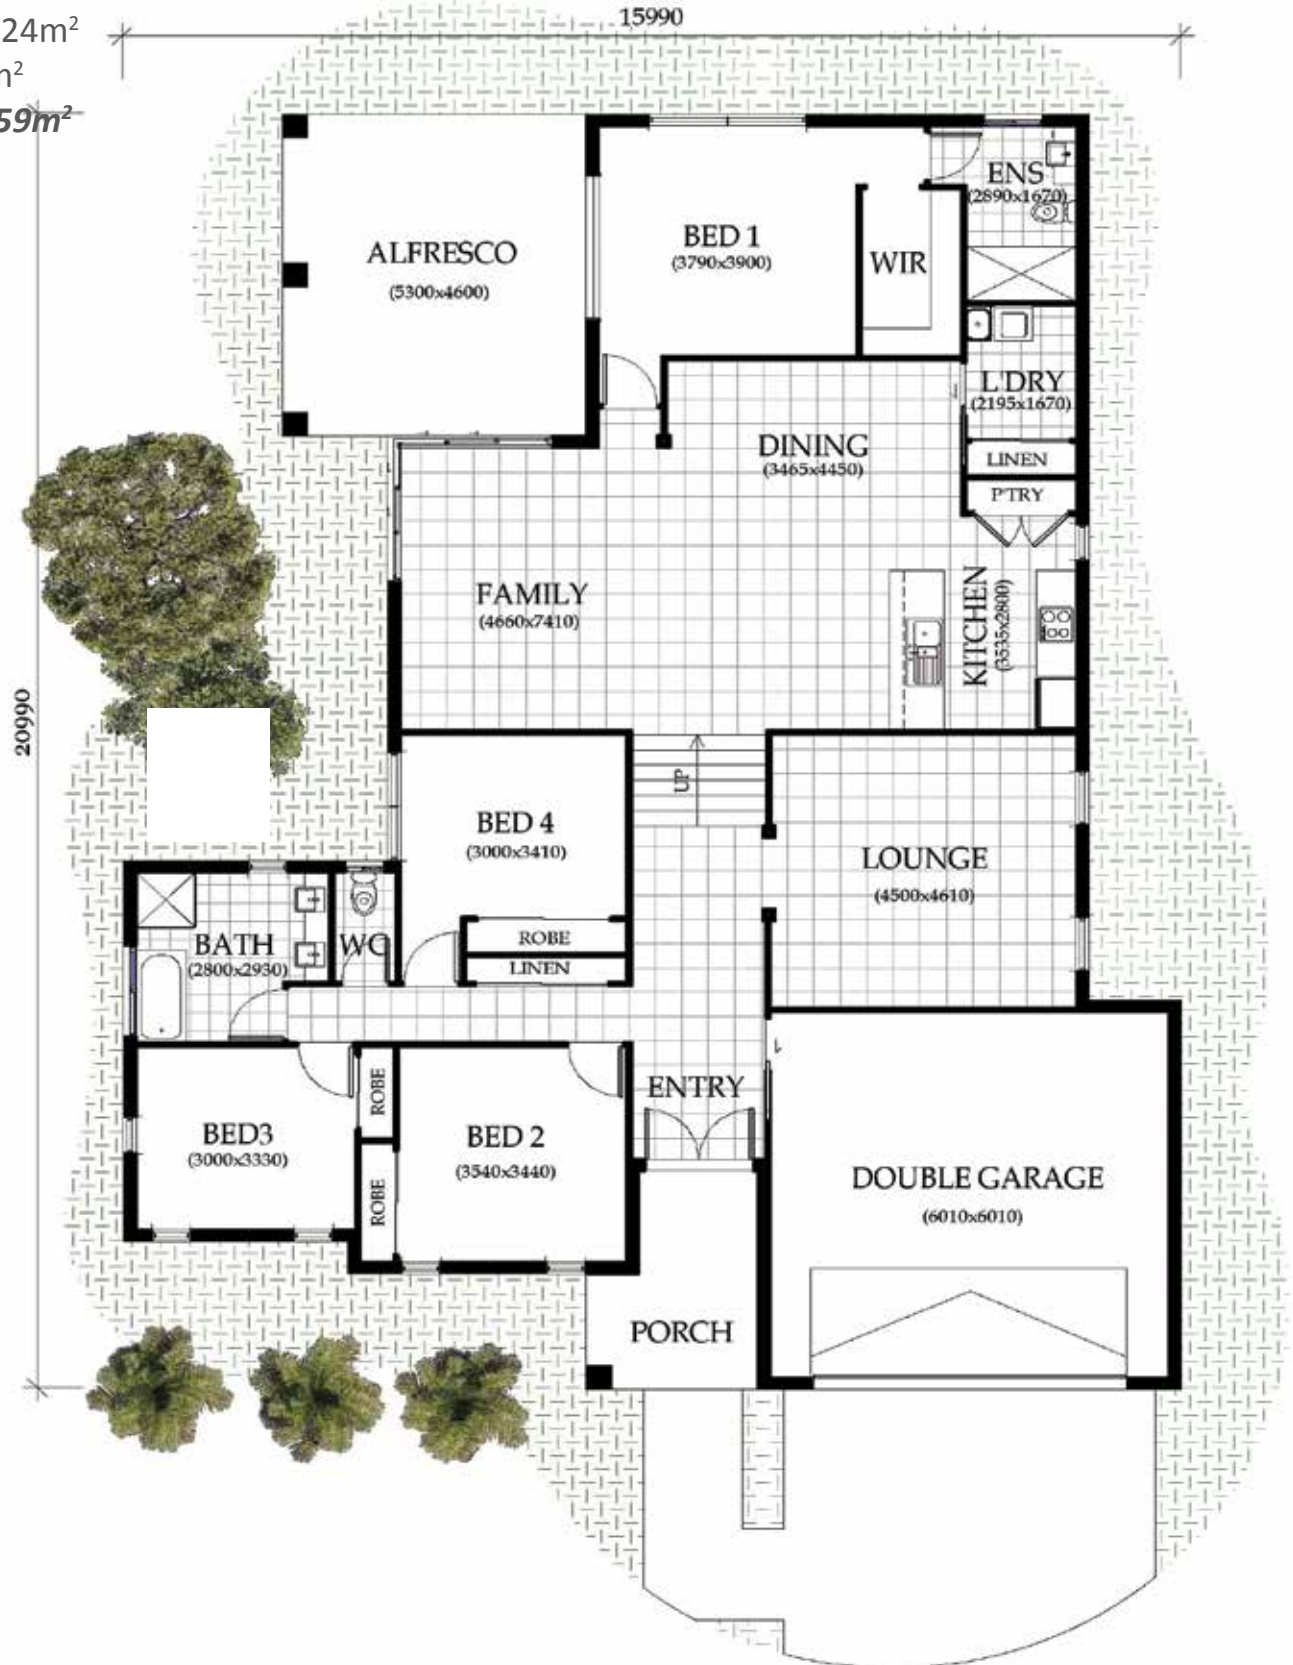 24m²
m²
59m²
15990
20990
ALFRESCO
(5300x4600)
BED 1
(3790x3900)
WIR
ENS
(2890x1670)
L'DRY
(2195x1670)
LINEN
P'TRY
DINING
(3465x4450)
FAMILY
(4660x7410)
KITCHEN
(3535x2800)
UP
BED 4
(3000x3410)
ROBE
LINEN
LOUNGE
(4500x4610)
BATH
(2800x2930)
WC
ENTRY
BED3
(3000x3330)
ROBE
ROBE
BED 2
(3540x3440)
DOUBLE GARAGE
(6010x6010)
PORCH